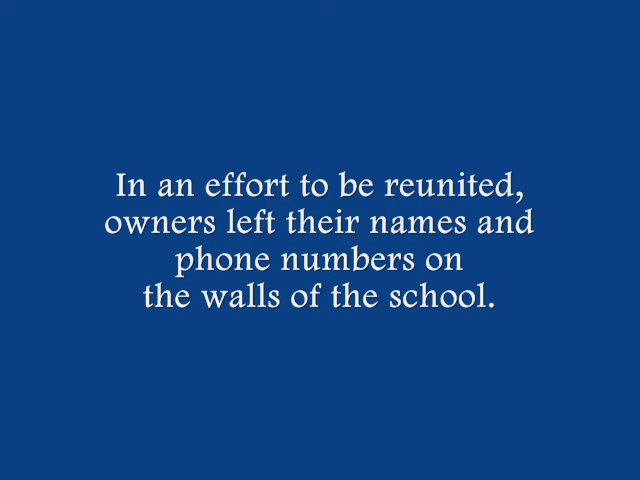 In an effort to be reunited,
owners left their names and
phone numbers on
the walls of the school.